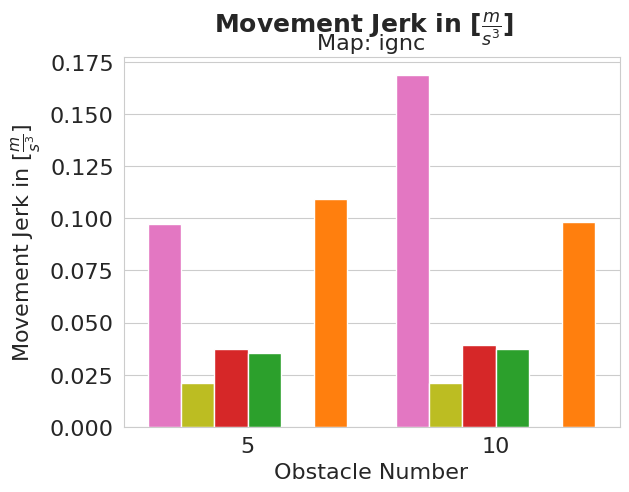 Movement Jerk in [m/s³]
Map: ignc
0.175
0.150
0.125
0.100
0.075
0.050
0.025
0.000
Movement Jerk in [m/s³]
5 10
Obstacle Number